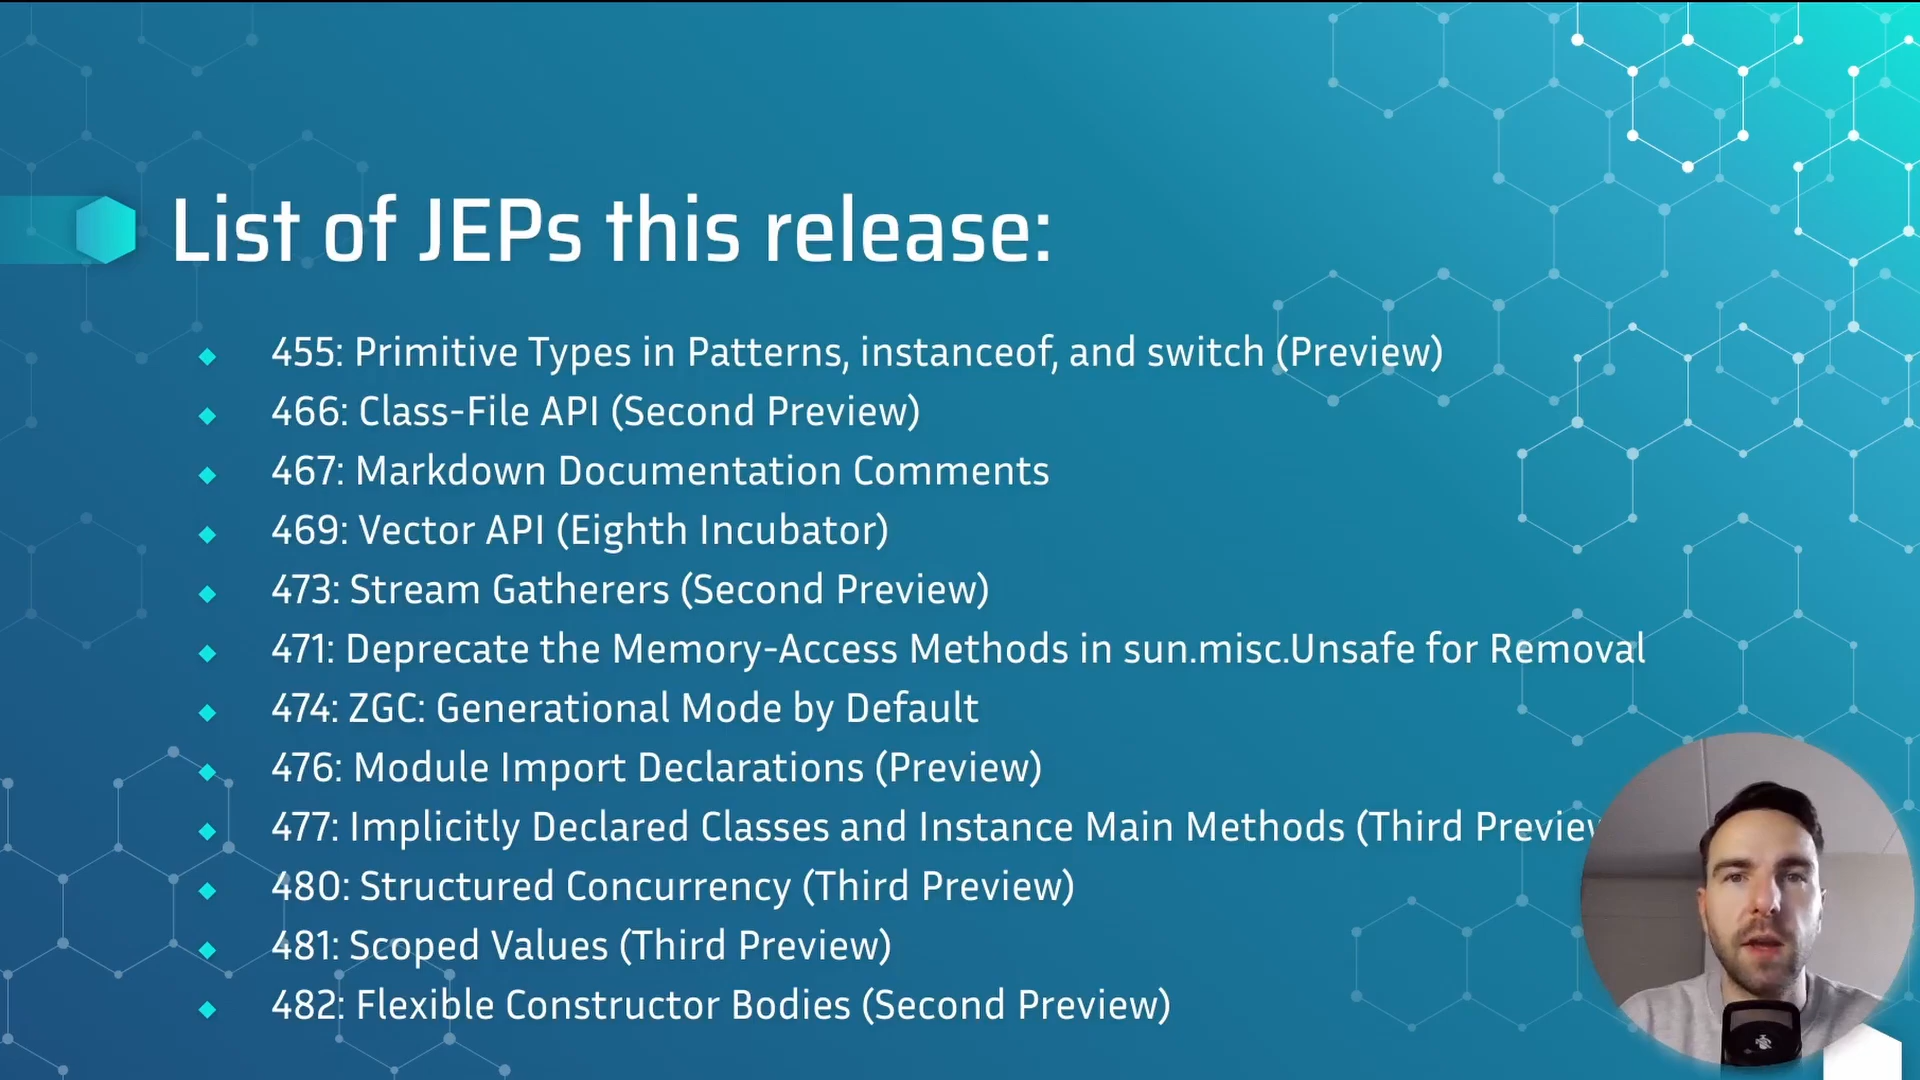 List of JEPs this release:
455: Primitive Types in Patterns, instanceof, and switch (Preview)
466: Class-File API (Second Preview)
467: Markdown Documentation Comments
469: Vector API (Eighth Incubator)
473: Stream Gatherers (Second Preview)
471: Deprecate the Memory-Access Methods in sun.misc.Unsafe for Removal
474: ZGC: Generational Mode by Default
476: Module Import Declarations (Preview)
477: Implicitly Declared Classes and Instance Main Methods (Third Preview
480: Structured Concurrency (Third Preview)
481: Scoped Values (Third Preview)
482: Flexible Constructor Bodies (Second Preview)